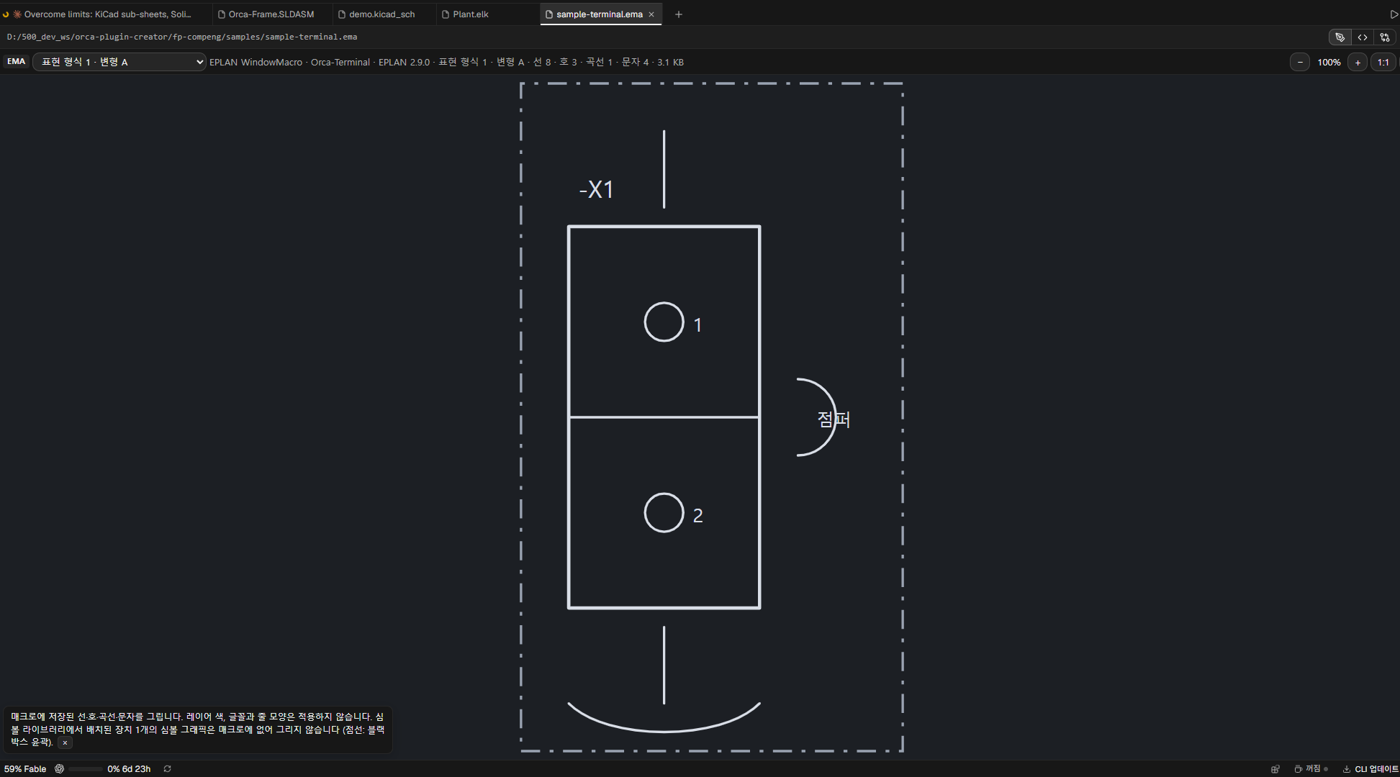 Overcome limits: KiCad sub-sheets, Soli...
Orca-Frame.SLDASM
demo.kicad_sch
Plant.elk
sample-terminal.ema
D:/500_dev_ws/orca-plugin-creator/fp-compeng/samples/sample-terminal.ema
EMA 표현 형식 1 · 변형 A EPLAN WindowMacro · Orca-Terminal · EPLAN 2.9.0 · 표현 형식 1 · 변형 A · 선 8 · 호 3 · 곡선 1 · 문자 4 · 3.1 KB
100%
1:1
-X1
1
점퍼
2
매크로에 저장된 선·호·곡선·문자를 그립니다. 레이어 색, 글꼴과 줄 모양은 적용하지 않습니다. 심
볼 라이브러리에서 배치된 장치 1개의 심볼 그래픽은 매크로에 없어 그리지 않습니다 (점선: 블랙
박스 윤곽).
59% Fable 0% 6d 23h
꺼짐
CLI 업데이트